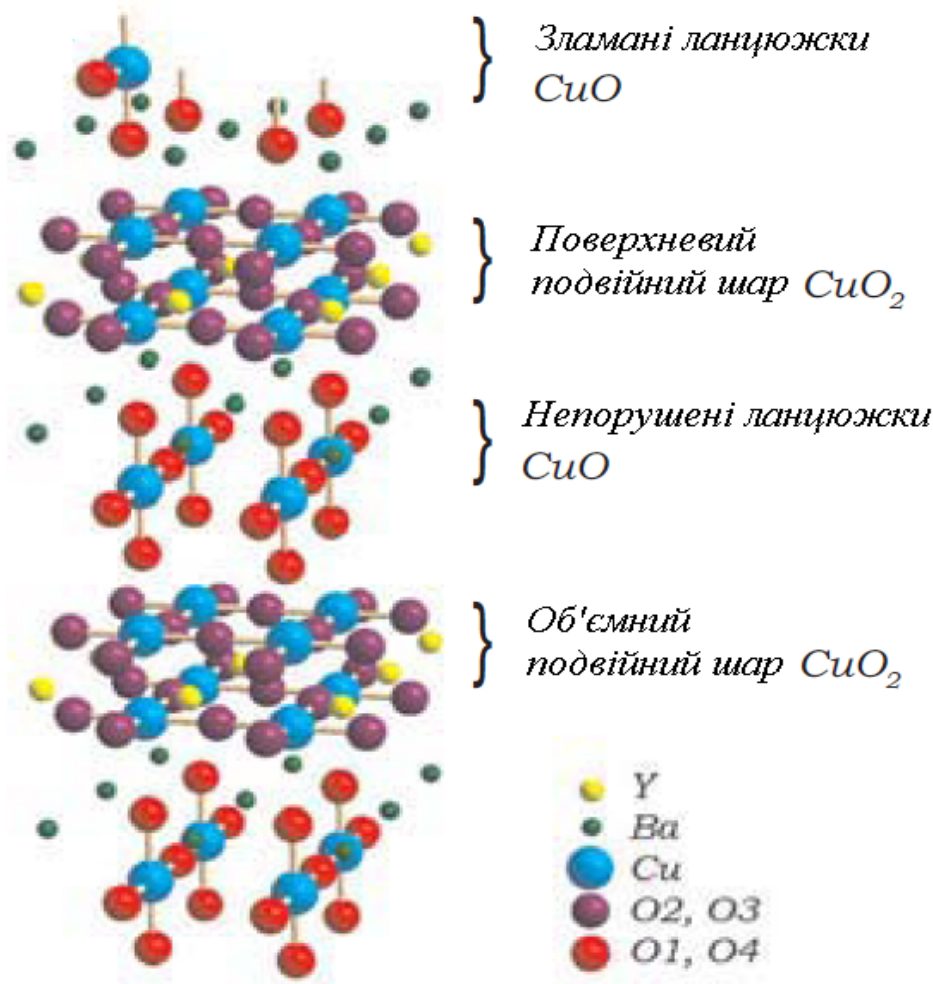 Зламані ланцюжки
CuO
Поверхневий
подвійний шар CuO₂
Непорушені ланцюжки
CuO
Об'ємний
подвійний шар CuO₂
Y
Ba
Cu
O2, O3
O1, O4